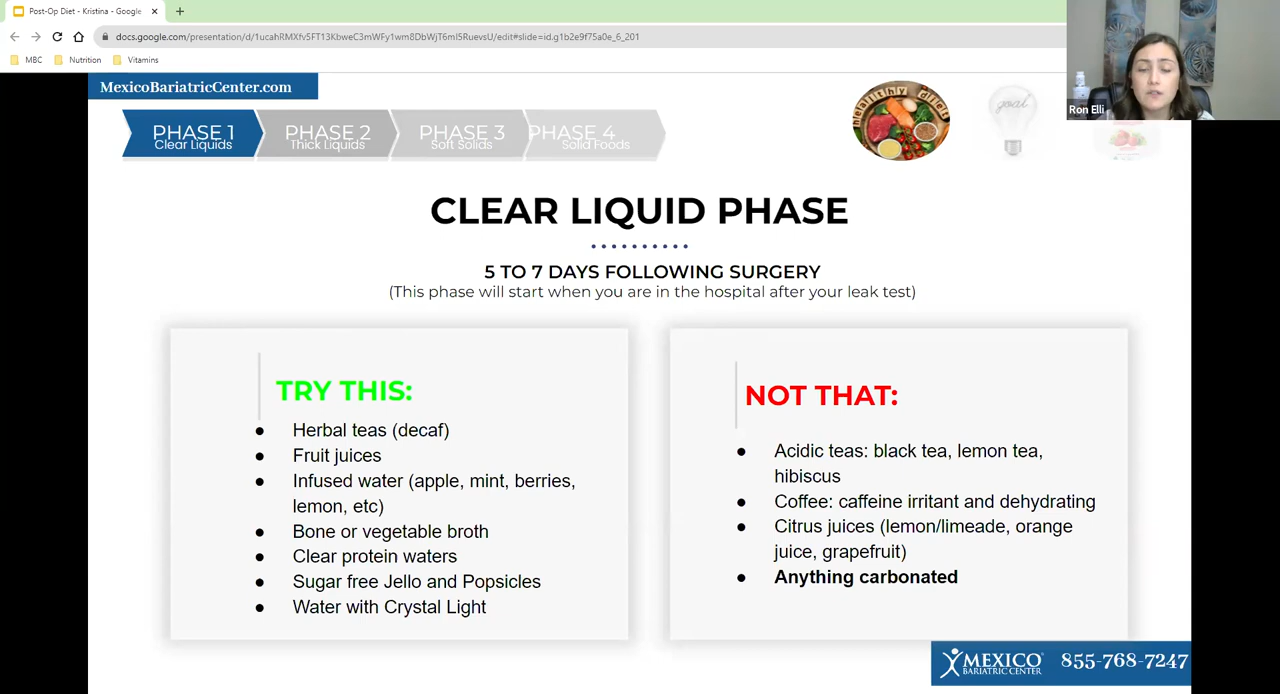 Post-Op Diet - Kristina - Google
docs.google.com/presentation/d/1ucahRMXfv5FT13KbweC3mWFy1wm8DbWjT6mI5RuevsU/edit#slide=id.g1b2e9f75a0e_6_201
MBC Nutrition Vitamins
Ron Elli
MexicoBariatricCenter.com
PHASE 1
Clear Liquids
PHASE 2
Thick Liquids
PHASE 3
Soft Solids
PHASE 4
Solid Foods
goal
CLEAR LIQUID PHASE
5 TO 7 DAYS FOLLOWING SURGERY
(This phase will start when you are in the hospital after your leak test)
TRY THIS:
● Herbal teas (decaf)
● Fruit juices
● Infused water (apple, mint, berries,
lemon, etc)
● Bone or vegetable broth
● Clear protein waters
● Sugar free Jello and Popsicles
● Water with Crystal Light
NOT THAT:
● Acidic teas: black tea, lemon tea,
hibiscus
● Coffee: caffeine irritant and dehydrating
● Citrus juices (lemon/limeade, orange
juice, grapefruit)
● Anything carbonated
MEXICO
BARIATRIC CENTER
855-768-7247